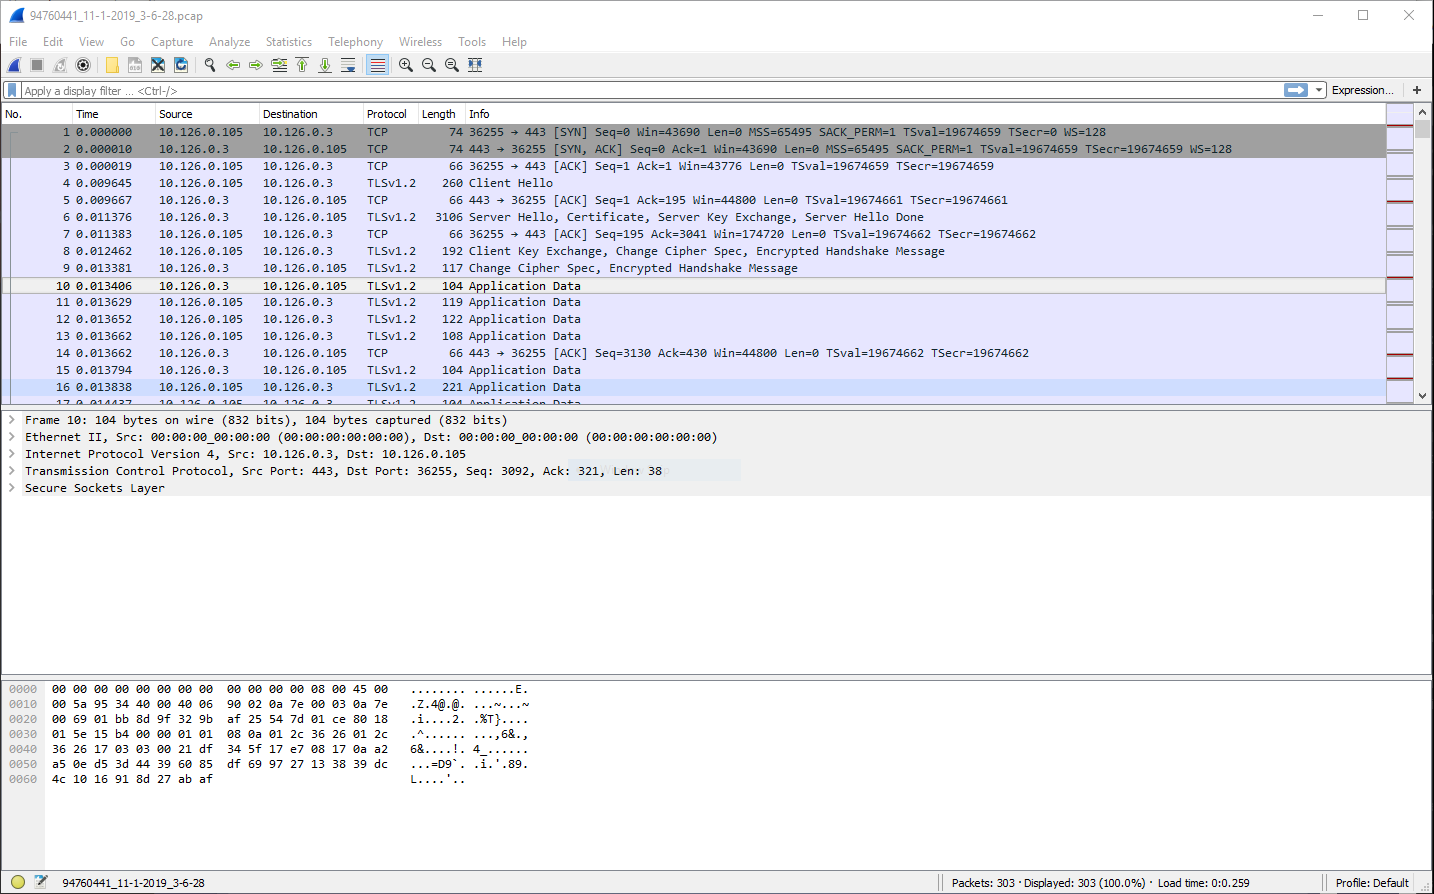 94760441_11-1-2019_3-6-28.pcap
File Edit View Go Capture Analyze Statistics Telephony Wireless Tools Help
Apply a display filter ... <Ctrl-/> Expression... +
No. Time Source Destination Protocol Length Info
1 0.000000 10.126.0.105 10.126.0.3 TCP 74 36255 → 443 [SYN] Seq=0 Win=43690 Len=0 MSS=65495 SACK_PERM=1 TSval=19674659 TSecr=0 WS=128
2 0.000010 10.126.0.3 10.126.0.105 TCP 74 443 → 36255 [SYN, ACK] Seq=0 Ack=1 Win=43690 Len=0 MSS=65495 SACK_PERM=1 TSval=19674659 TSecr=19674659 WS=128
3 0.000019 10.126.0.105 10.126.0.3 TCP 66 36255 → 443 [ACK] Seq=1 Ack=1 Win=43776 Len=0 TSval=19674659 TSecr=19674659
4 0.009645 10.126.0.105 10.126.0.3 TLSv1.2 260 Client Hello
5 0.009667 10.126.0.3 10.126.0.105 TCP 66 443 → 36255 [ACK] Seq=1 Ack=195 Win=44800 Len=0 TSval=19674661 TSecr=19674661
6 0.011376 10.126.0.3 10.126.0.105 TLSv1.2 3106 Server Hello, Certificate, Server Key Exchange, Server Hello Done
7 0.011383 10.126.0.105 10.126.0.3 TCP 66 36255 → 443 [ACK] Seq=195 Ack=3041 Win=174720 Len=0 TSval=19674662 TSecr=19674662
8 0.012462 10.126.0.105 10.126.0.3 TLSv1.2 192 Client Key Exchange, Change Cipher Spec, Encrypted Handshake Message
9 0.013381 10.126.0.3 10.126.0.105 TLSv1.2 117 Change Cipher Spec, Encrypted Handshake Message
10 0.013406 10.126.0.3 10.126.0.105 TLSv1.2 104 Application Data
11 0.013629 10.126.0.105 10.126.0.3 TLSv1.2 119 Application Data
12 0.013652 10.126.0.105 10.126.0.3 TLSv1.2 122 Application Data
13 0.013662 10.126.0.105 10.126.0.3 TLSv1.2 108 Application Data
14 0.013662 10.126.0.3 10.126.0.105 TCP 66 443 → 36255 [ACK] Seq=3130 Ack=430 Win=44800 Len=0 TSval=19674662 TSecr=19674662
15 0.013794 10.126.0.3 10.126.0.105 TLSv1.2 104 Application Data
16 0.013838 10.126.0.105 10.126.0.3 TLSv1.2 221 Application Data
Frame 10: 104 bytes on wire (832 bits), 104 bytes captured (832 bits)
Ethernet II, Src: 00:00:00_00:00:00 (00:00:00:00:00:00), Dst: 00:00:00_00:00:00 (00:00:00:00:00:00)
Internet Protocol Version 4, Src: 10.126.0.3, Dst: 10.126.0.105
Transmission Control Protocol, Src Port: 443, Dst Port: 36255, Seq: 3092, Ack: 321, Len: 38
Secure Sockets Layer
0000 00 00 00 00 00 00 00 00 00 00 00 00 08 00 45 00 ........ ......E.
0010 00 5a 95 34 40 00 40 06 90 02 0a 7e 00 03 0a 7e .Z.4@.@. ...~...~
0020 00 69 01 bb 8d 9f 32 9b af 25 54 7d 01 ce 80 18 .i....2. .%T}....
0030 01 5e 15 b4 00 00 01 01 08 0a 01 2c 36 26 01 2c .^...... ...,6&.,
0040 36 26 17 03 03 00 21 df 34 5f 17 e7 08 17 0a a2 6&....!. 4_......
0050 a5 0e d5 3d 44 39 60 85 df 69 97 27 13 38 39 dc ...=D9`. .i.'.89.
0060 4c 10 16 91 8d 27 ab af L....'..
94760441_11-1-2019_3-6-28 Packets: 303 · Displayed: 303 (100.0%) · Load time: 0:0.259 Profile: Default